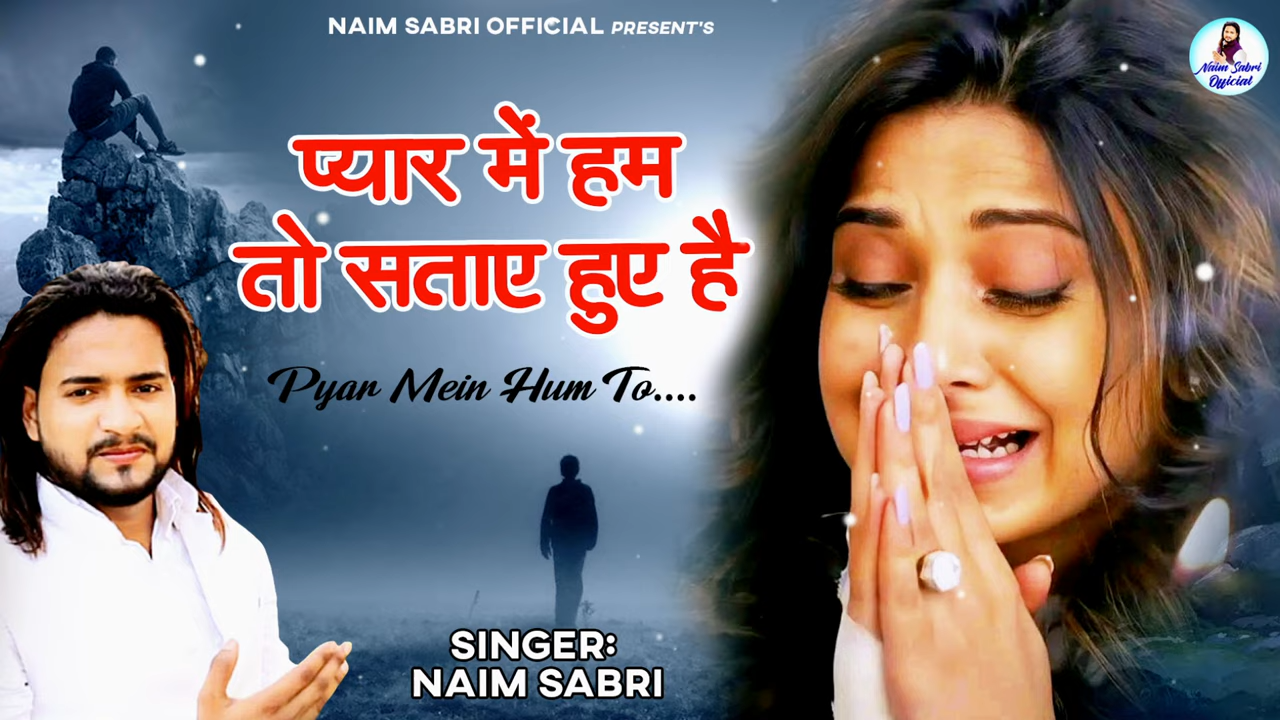 NAIM SABRI OFFICIAL PRESENT'S
Naim Sabri
Official
प्यार में हम
तो सताए हुए है
Pyar Mein Hum To....
SINGER:
NAIM SABRI